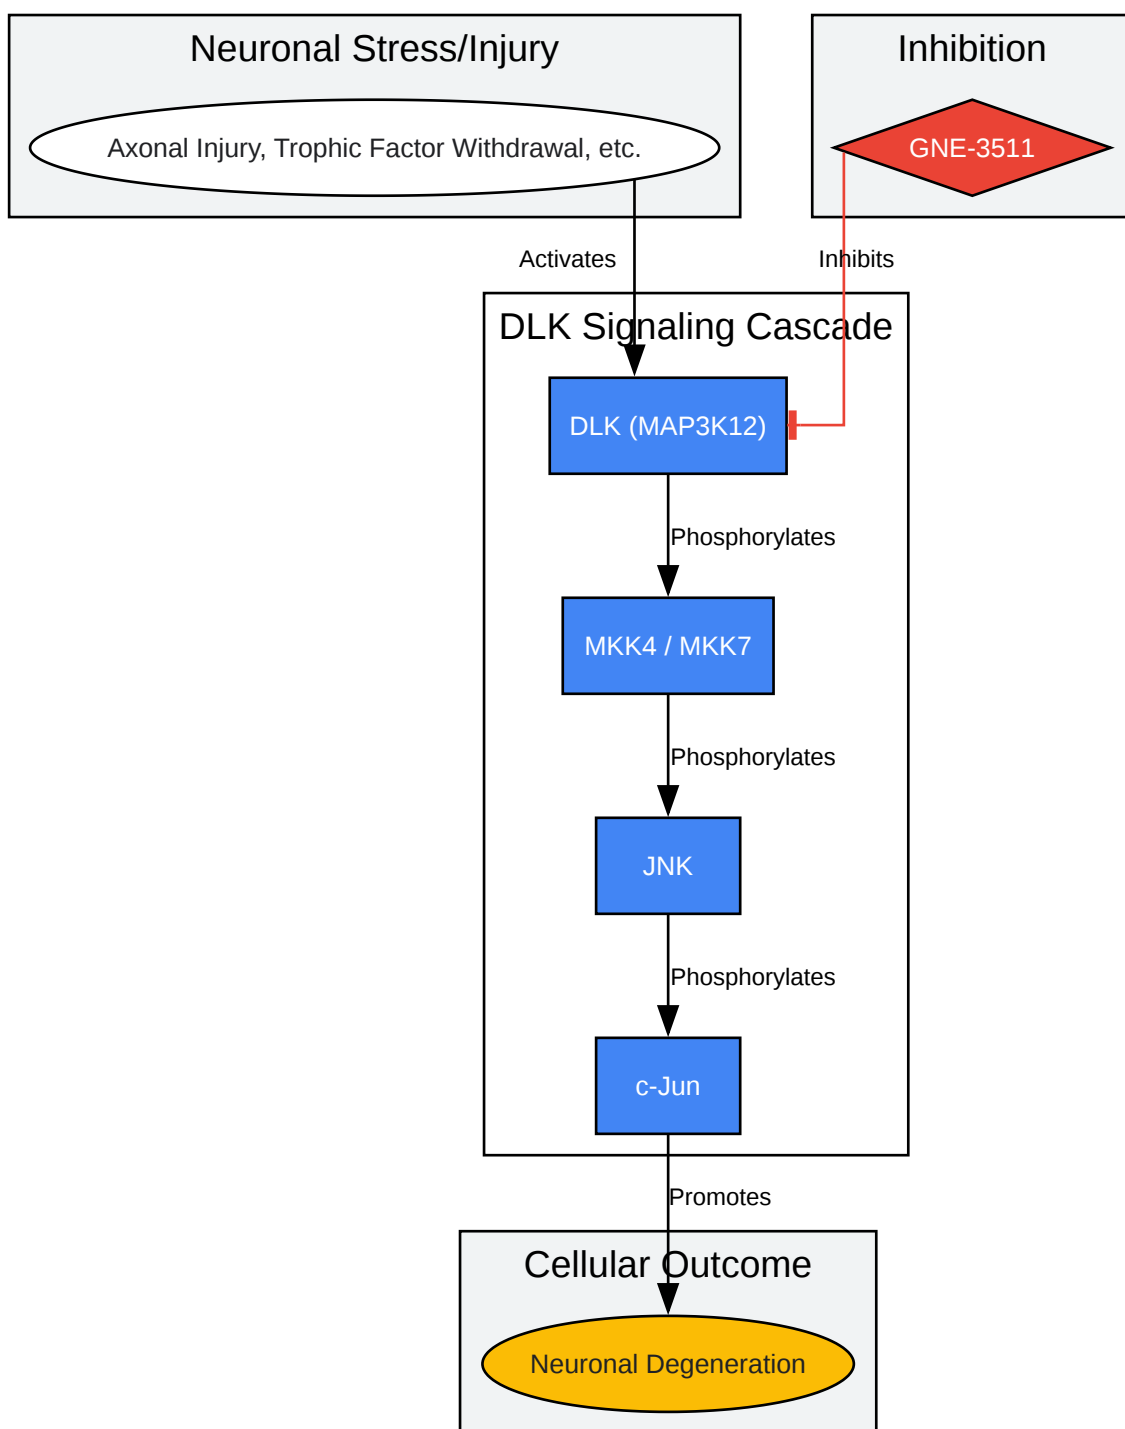 Neuronal Stress/Injury
Inhibition
Axonal Injury, Trophic Factor Withdrawal, etc.
GNE-3511
Activates
Inhibits
DLK Signaling Cascade
DLK (MAP3K12)
Phosphorylates
MKK4 / MKK7
Phosphorylates
JNK
Phosphorylates
c-Jun
Promotes
Cellular Outcome
Neuronal Degeneration